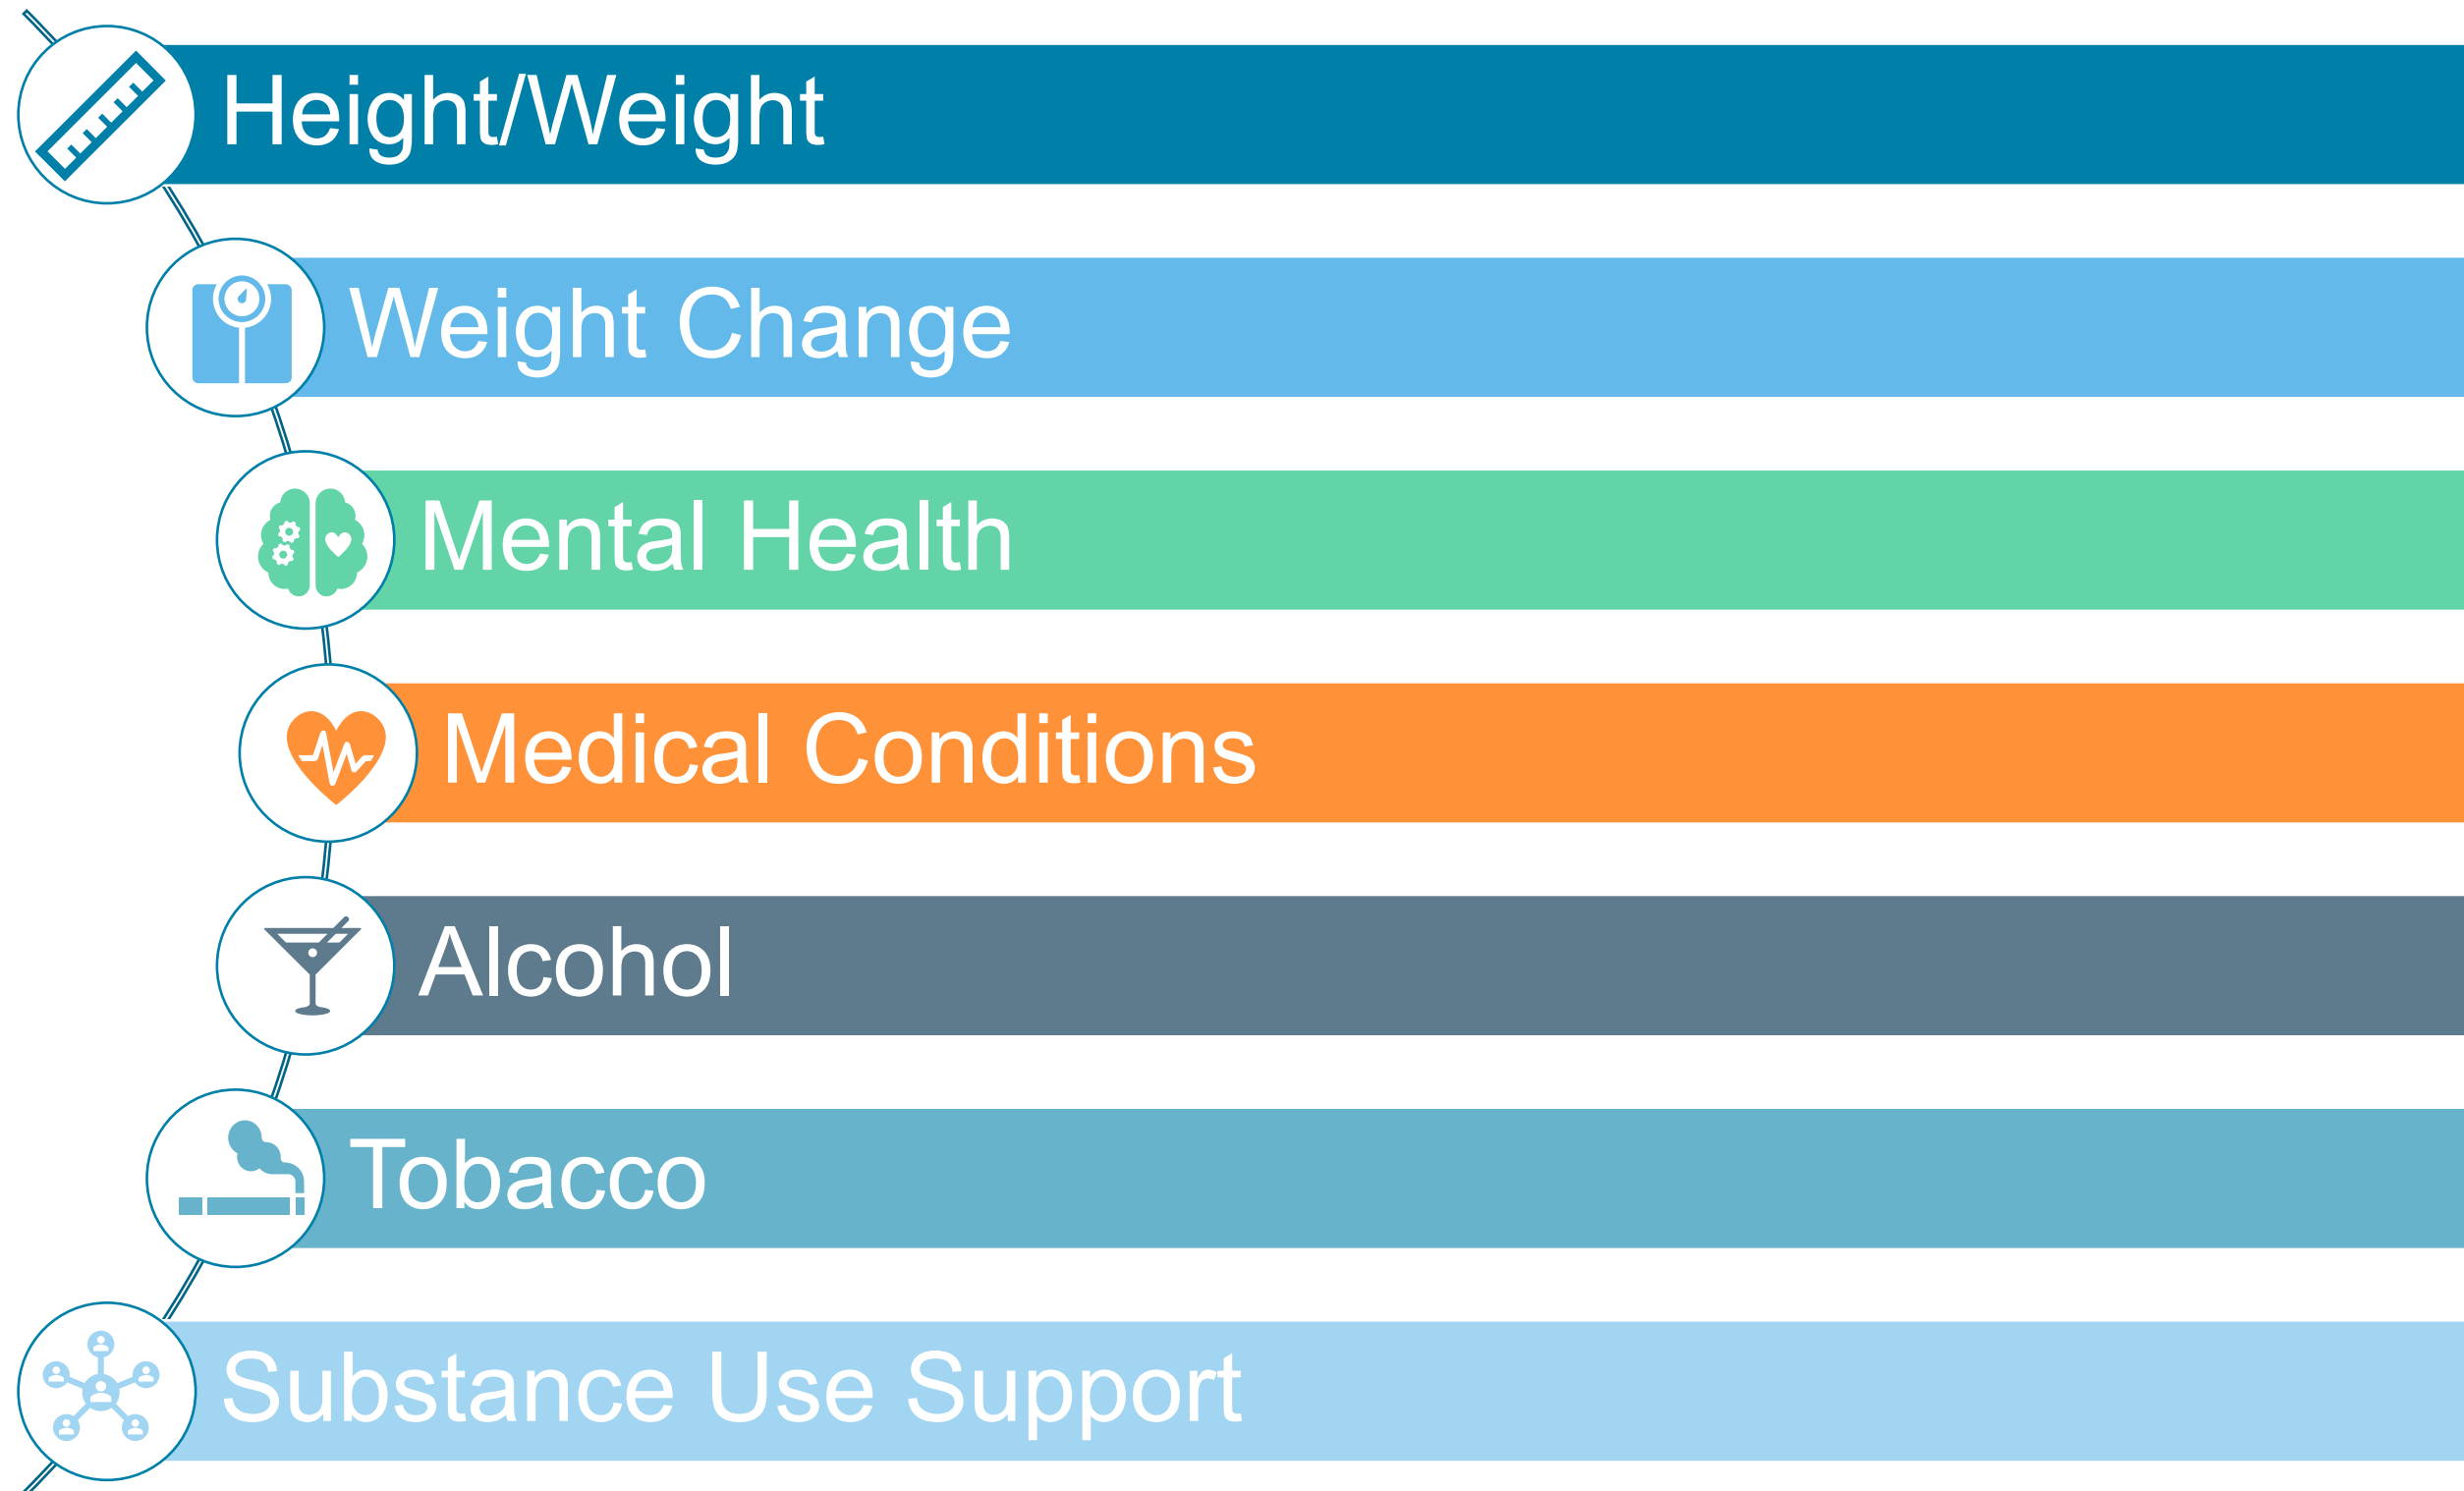 Height/Weight
Weight Change
Mental Health
Medical Conditions
Alcohol
Tobacco
Substance Use Support